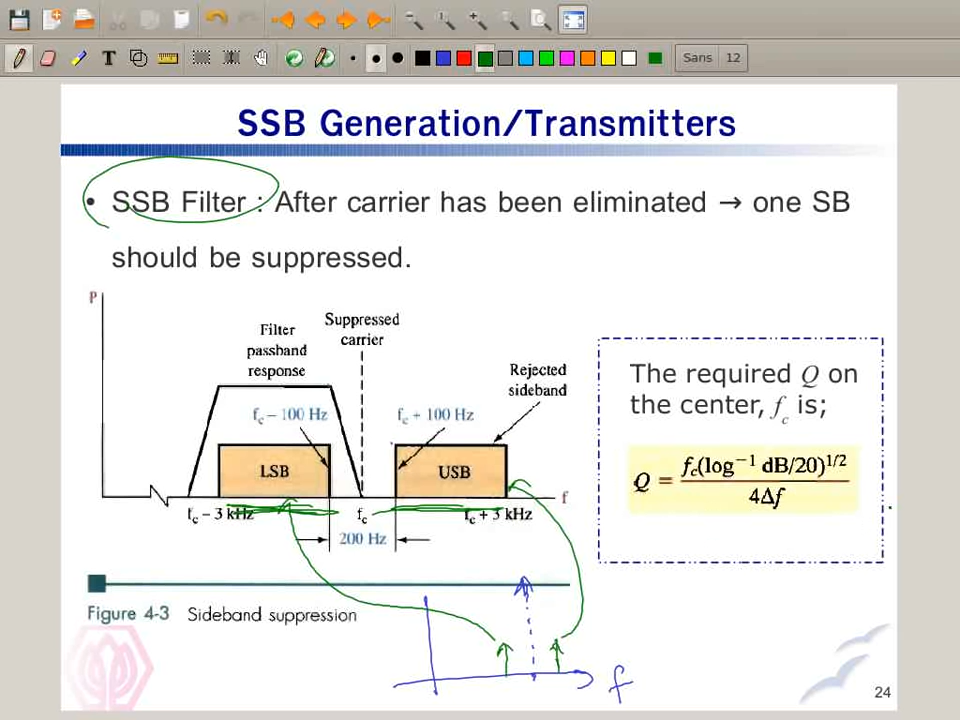 Sans 12
SSB Generation/Transmitters
• SSB Filter : After carrier has been eliminated → one SB
should be suppressed.
P
Filter
passband
response
Suppressed
carrier
Rejected
sideband
fc – 100 Hz
fc + 100 Hz
LSB
USB
f
fc – 3 kHz
fc
fc + 3 kHz
200 Hz
The required Q on
the center, fc is;
Q = fc(log⁻¹ dB/20)^1/2 / 4Δf
Figure 4-3 Sideband suppression
f
24